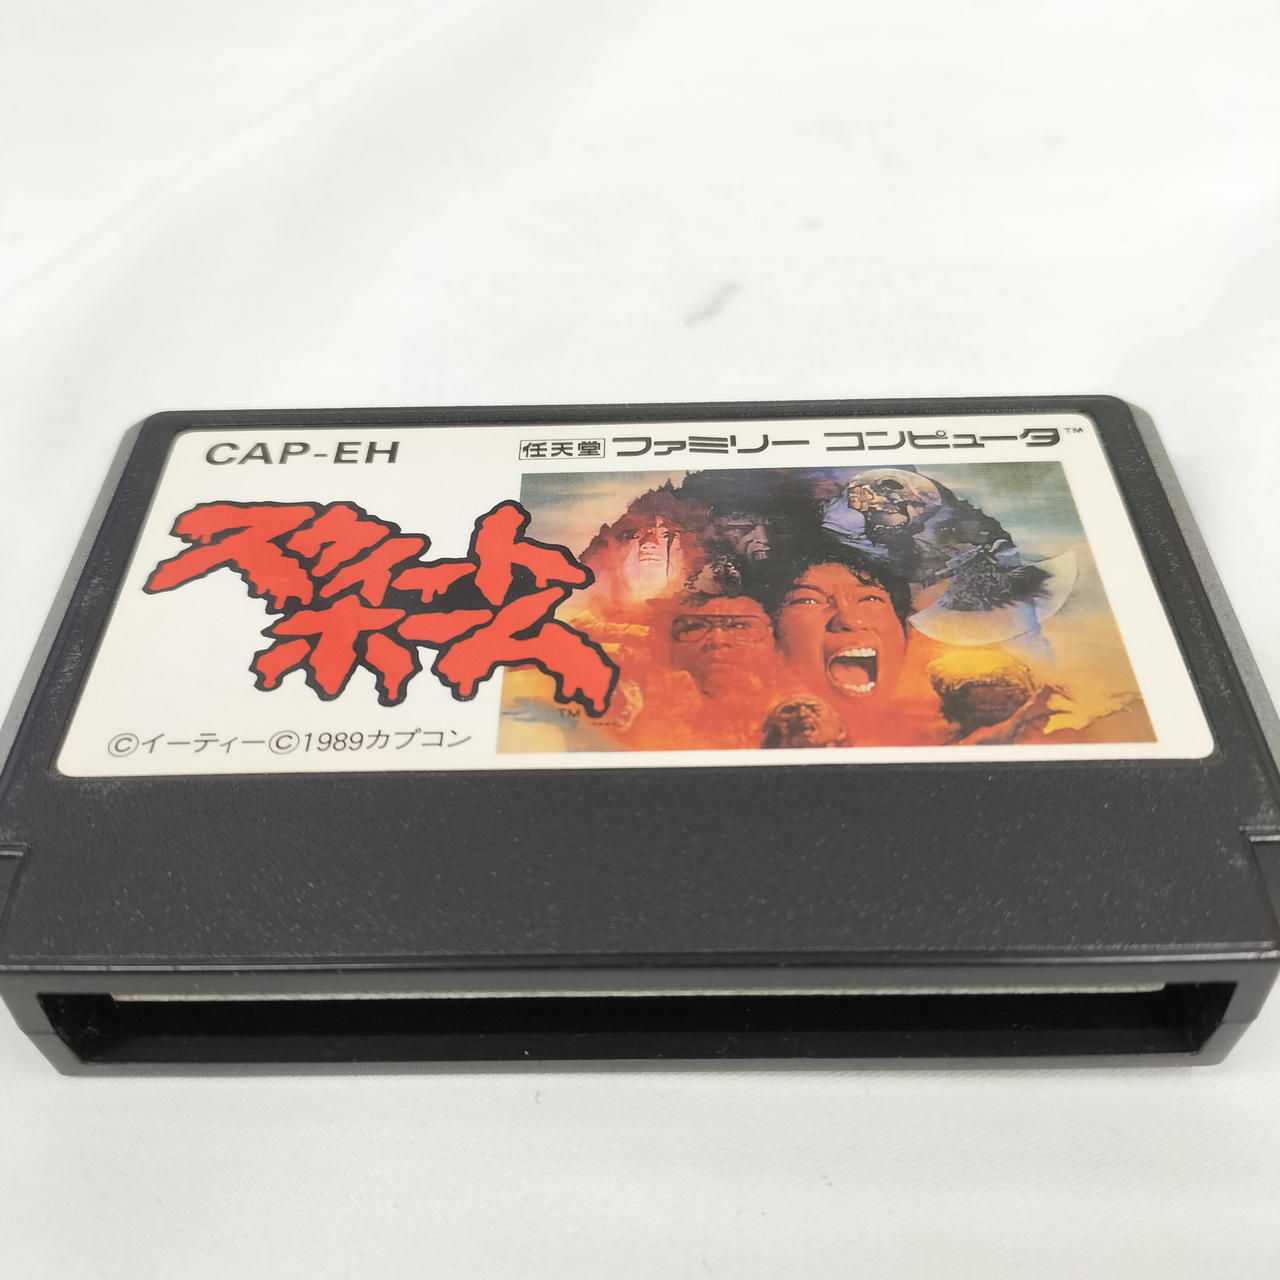 CAP-EH
任天堂 ファミリー コンピュータ™
スウィート
ホーム
TM
©イーティー©1989カプコン